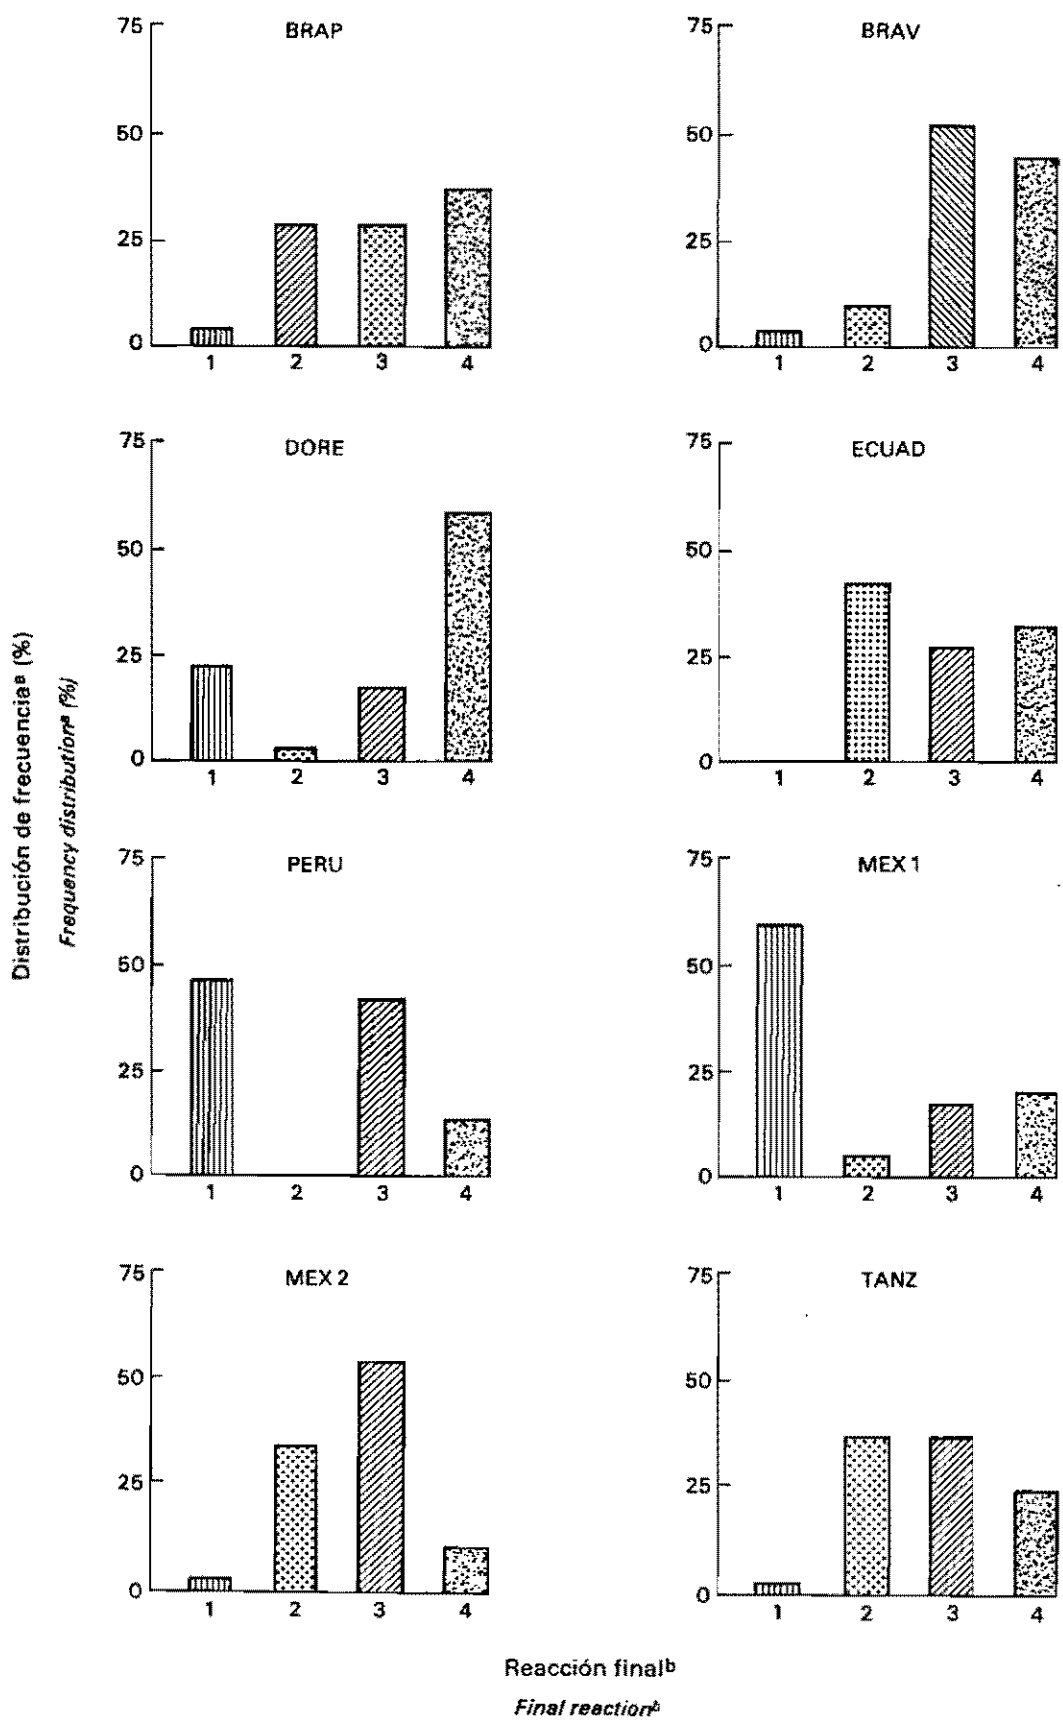 Distribución de frecuenciaª (%)
Frequency distributionª (%)
BRAP
75
50
25
0
1 2 3 4
BRAV
75
50
25
0
1 2 3 4
DORE
75
50
25
0
1 2 3 4
ECUAD
75
50
25
0
1 2 3 4
PERU
75
50
25
0
1 2 3 4
MEX 1
75
50
25
0
1 2 3 4
MEX 2
75
50
25
0
1 2 3 4
TANZ
75
50
25
0
1 2 3 4
Reacción finalᵇ
Final reactionᵇ